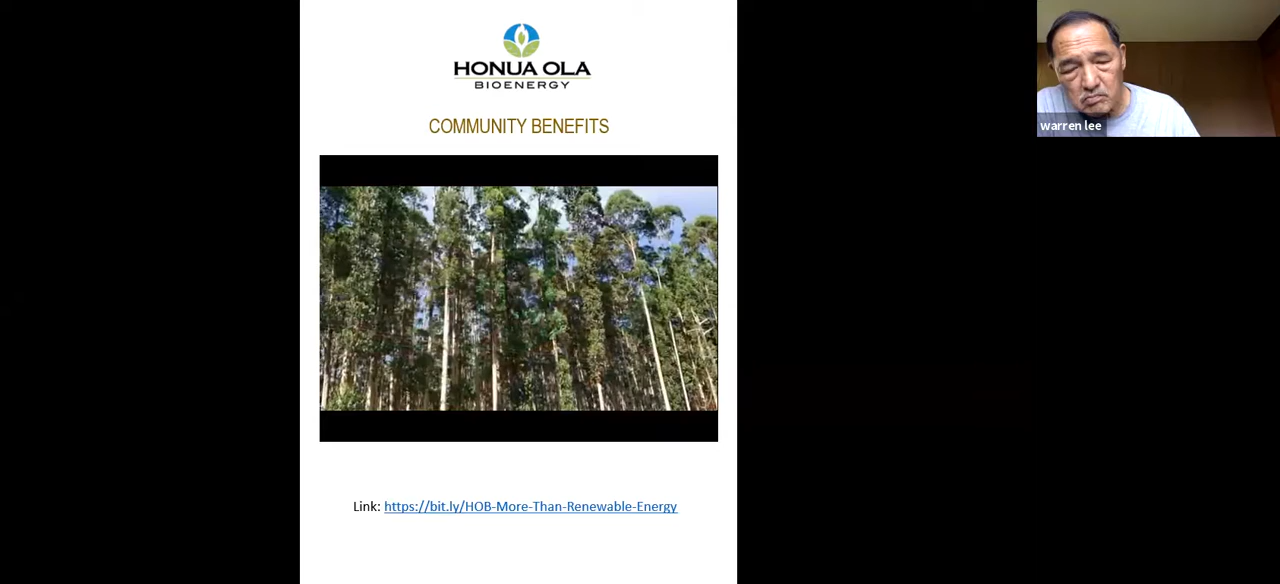 HONUA OLA
BIOENERGY
COMMUNITY BENEFITS
warren lee
Link: https://bit.ly/HOB-More-Than-Renewable-Energy